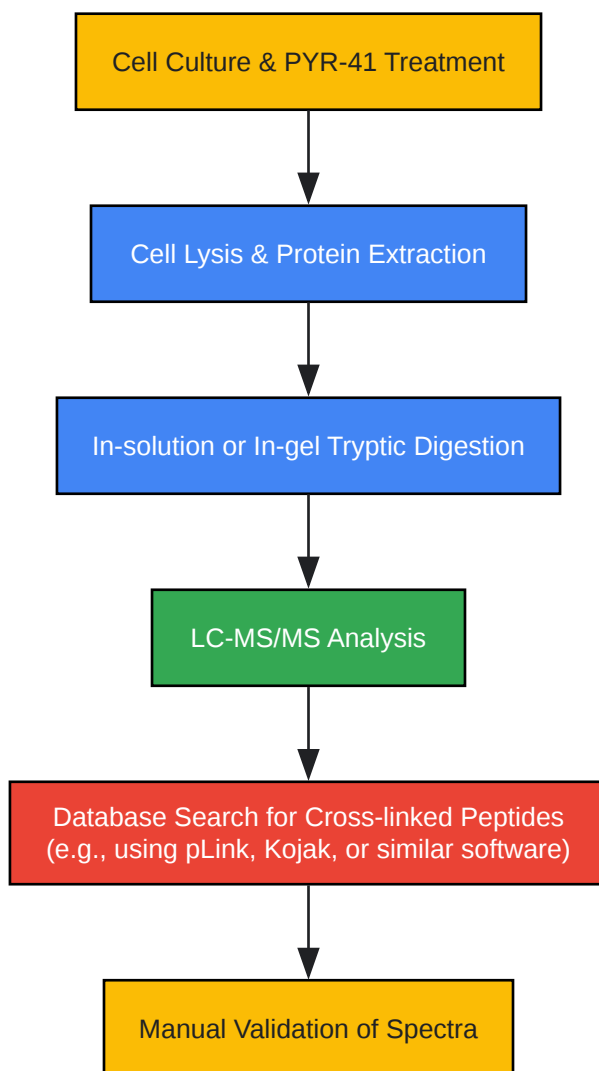 Cell Culture & PYR-41 Treatment
Cell Lysis & Protein Extraction
In-solution or In-gel Tryptic Digestion
LC-MS/MS Analysis
Database Search for Cross-linked Peptides
(e.g., using pLink, Kojak, or similar software)
Manual Validation of Spectra